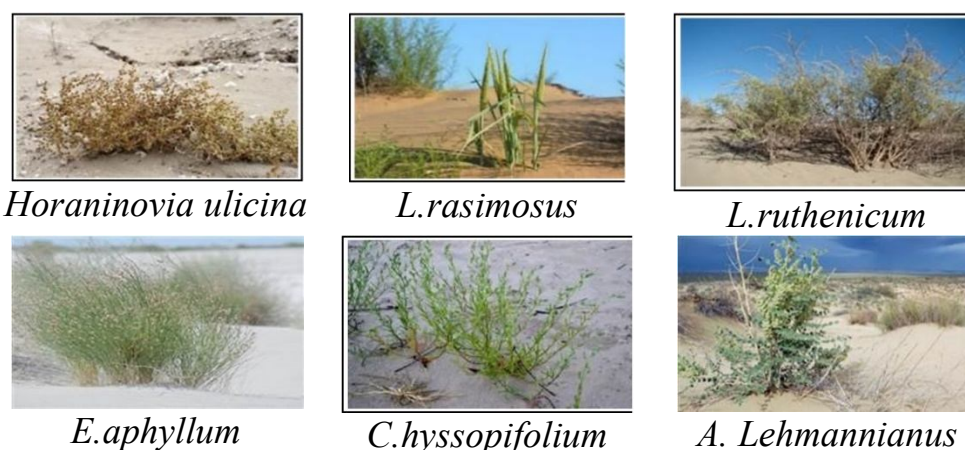 Horaninovia ulicina
L.rasimosus
L.ruthenicum
E.aphyllum
C.hyssopifolium
A. Lehmannianus